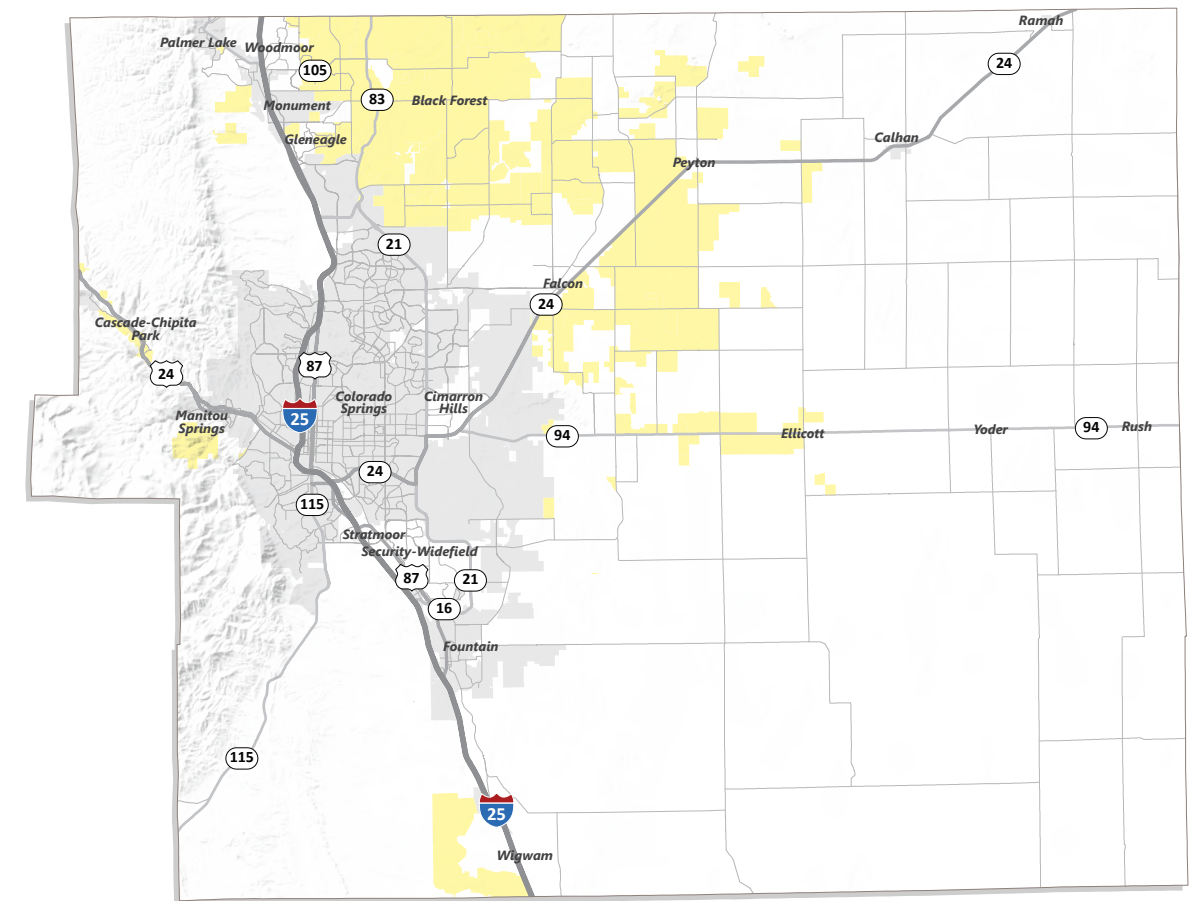 Ramah
Palmer Lake
Woodmoor
24
105
83
Black Forest
Monument
Gleneagle
Calhan
Peyton
21
Falcon
24
Cascade-Chipita
Park
87
24
Colorado
Springs
Cimarron
Hills
25
Manitou
Springs
94
Ellicott
Yoder
94
Rush
24
115
Stratmoor
Security-Widefield
87
21
16
Fountain
115
25
Wigwam